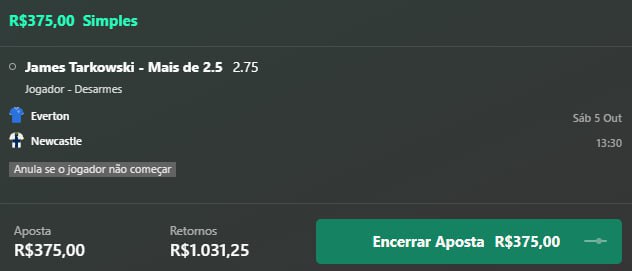 R$375,00 Simples
James Tarkowski - Mais de 2.5 2.75
Jogador - Desarmes
Everton
Sáb 5 Out
Newcastle
13:30
Anula se o jogador não começar
Aposta
Retornos
R$375,00
R$1.031,25
Encerrar Aposta R$375,00